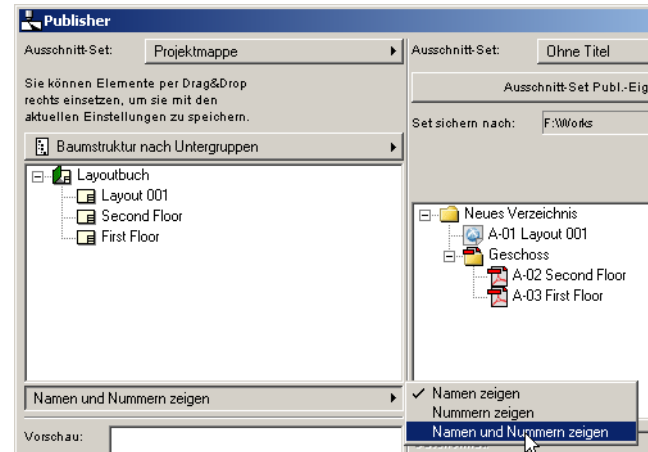 Publisher
Ausschnitt-Set:
Projektmappe
Sie können Elemente per Drag&Drop
rechts einsetzen, um sie mit den
aktuellen Einstellungen zu speichern.
Baumstruktur nach Untergruppen
Layoutbuch
Layout 001
Second Floor
First Floor
Namen und Nummern zeigen
Vorschau:
Ausschnitt-Set:
Ohne Titel
Ausschnitt-Set Publ.-Eig
Set sichern nach:
F:\Works
Neues Verzeichnis
A-01 Layout 001
Geschoss
A-02 Second Floor
A-03 First Floor
Namen zeigen
Nummern zeigen
Namen und Nummern zeigen